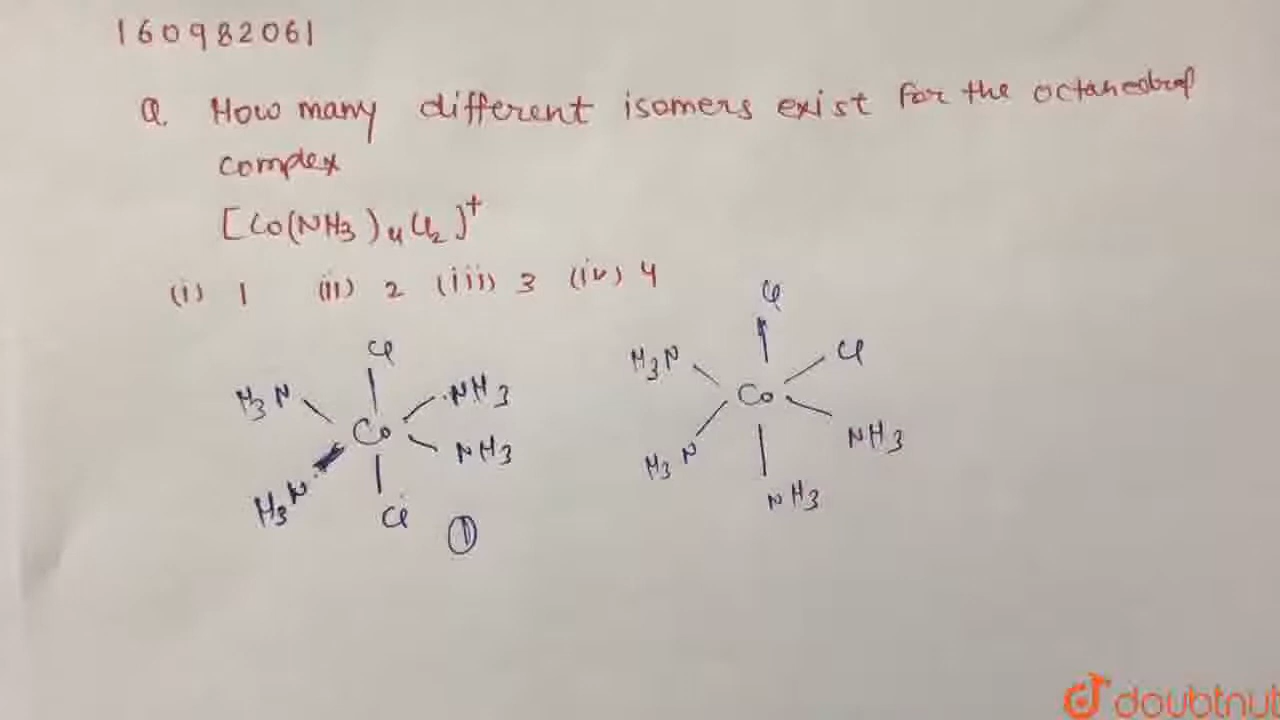 160982061
Q. How many different isomers exist for the octahedral
complex
[Co(NH3)4Cl2]+
(i) 1 (ii) 2 (iii) 3 (iv) 4
Cl
H3N NH3
Co
H3N NH3
Cl
①
Cl
H3N Cl
Co
H3N NH3
NH3
doubtnut